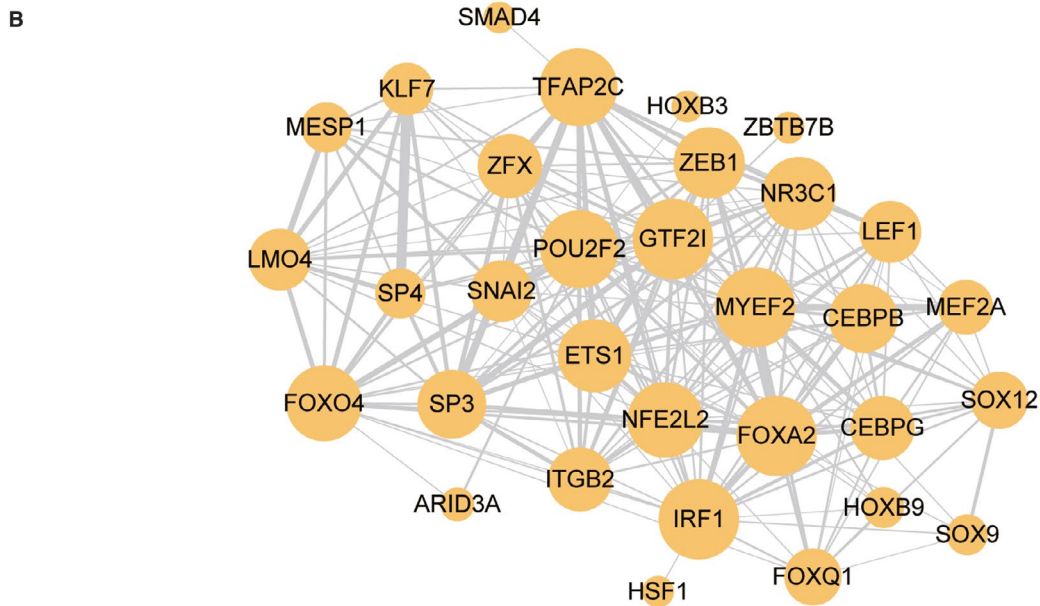 B
SMAD4
KLF7
TFAP2C
HOXB3
MESP1
ZBTB7B
ZFX
ZEB1
NR3C1
LMO4
POU2F2
GTF2I
LEF1
SP4
SNAI2
MYEF2
CEBPB
MEF2A
ETS1
FOXO4
SP3
NFE2L2
FOXA2
CEBPG
SOX12
ITGB2
ARID3A
IRF1
HOXB9
SOX9
HSF1
FOXQ1